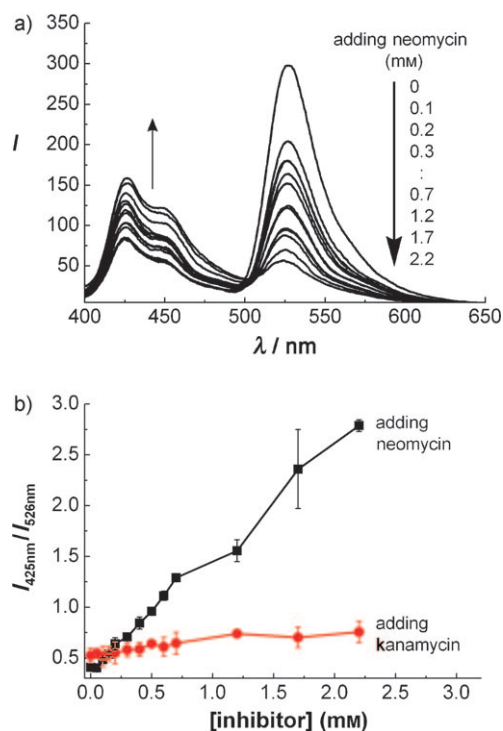 a)
350
300
250
200
150
100
50
I
400 450 500 550 600 650
λ / nm
adding neomycin
(mM)
0
0.1
0.2
0.3
:
0.7
1.2
1.7
2.2
b)
3.0
2.5
2.0
1.5
1.0
0.5
I425nm/I526nm
0.0 0.5 1.0 1.5 2.0 2.5 3.0
[inhibitor] (mM)
adding
neomycin
adding
kanamycin